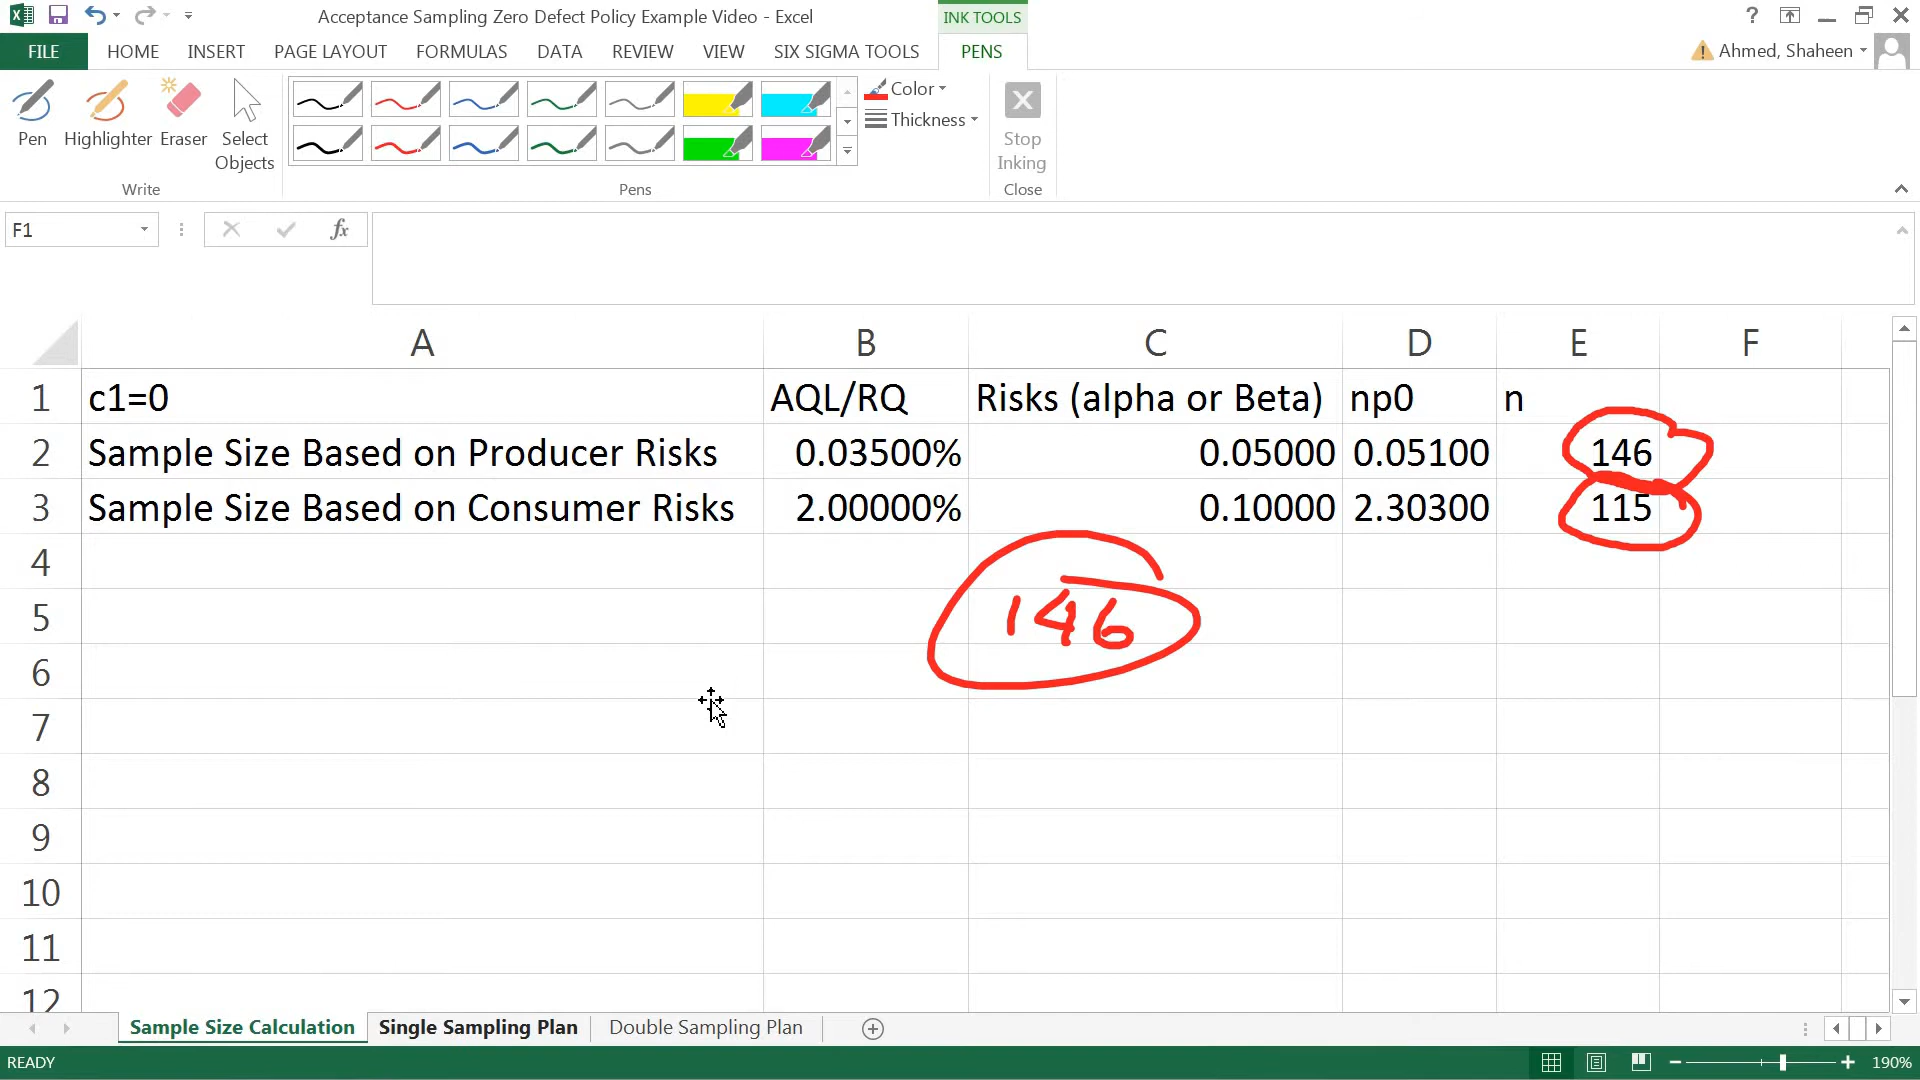 Acceptance Sampling Zero Defect Policy Example Video - Excel
INK TOOLS
?
FILE HOME INSERT PAGE LAYOUT FORMULAS DATA REVIEW VIEW SIX SIGMA TOOLS PENS
Ahmed, Shaheen
Pen Highlighter Eraser Select Objects
Color
Thickness
Stop Inking
Write Pens Close
F1 fx
A B C D E F
1 c1=0 AQL/RQ Risks (alpha or Beta) np0 n
2 Sample Size Based on Producer Risks 0.03500% 0.05000 0.05100 146
3 Sample Size Based on Consumer Risks 2.00000% 0.10000 2.30300 115
4
5 146
6
7
8
9
10
11
12
Sample Size Calculation Single Sampling Plan Double Sampling Plan
READY 190%